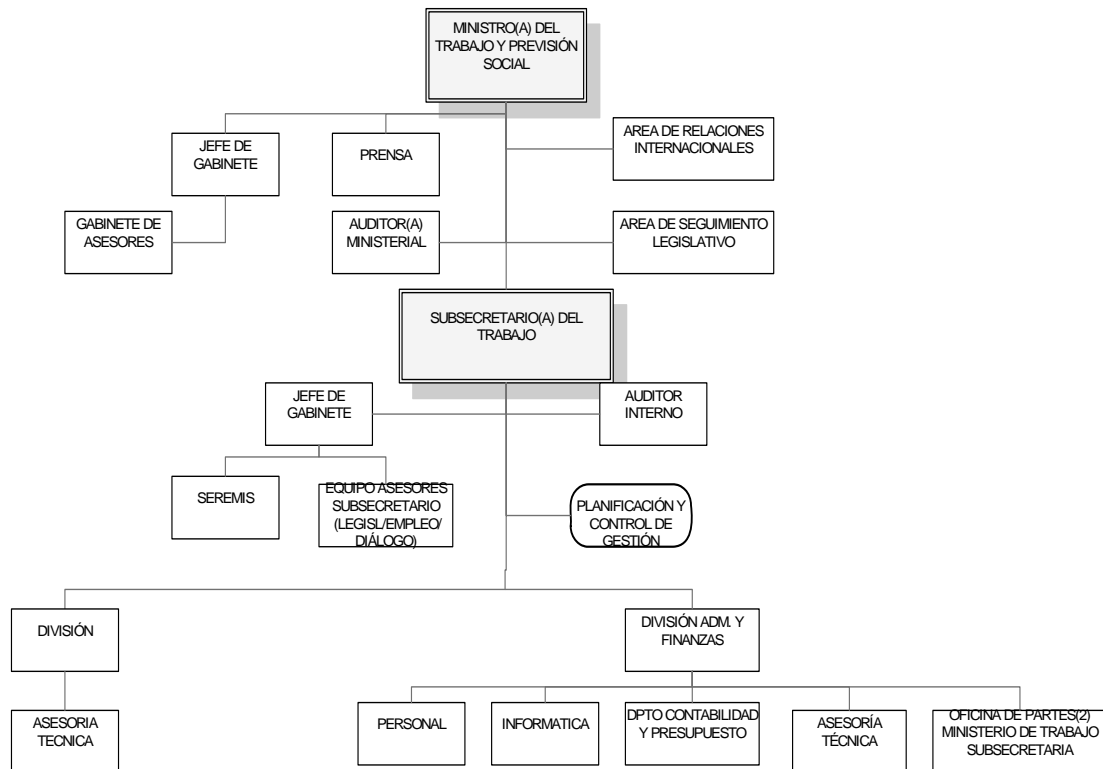 MINISTRO(A) DEL
TRABAJO Y PREVISIÓN
SOCIAL
JEFE DE
GABINETE
PRENSA
AREA DE RELACIONES
INTERNACIONALES
GABINETE DE
ASESORES
AUDITOR(A)
MINISTERIAL
AREA DE SEGUIMIENTO
LEGISLATIVO
SUBSECRETARIO(A) DEL
TRABAJO
JEFE DE
GABINETE
AUDITOR
INTERNO
SEREMIS
EQUIPO ASESORES
SUBSECRETARIO
(LEGISL/EMPLEO/
DIÁLOGO)
PLANIFICACIÓN Y
CONTROL DE
GESTIÓN
DIVISIÓN
DIVISIÓN ADM. Y
FINANZAS
ASESORIA
TECNICA
PERSONAL
INFORMATICA
DPTO CONTABILIDAD
Y PRESUPUESTO
ASESORÍA
TÉCNICA
OFICINA DE PARTES(2)
MINISTERIO DE TRABAJO
SUBSECRETARIA